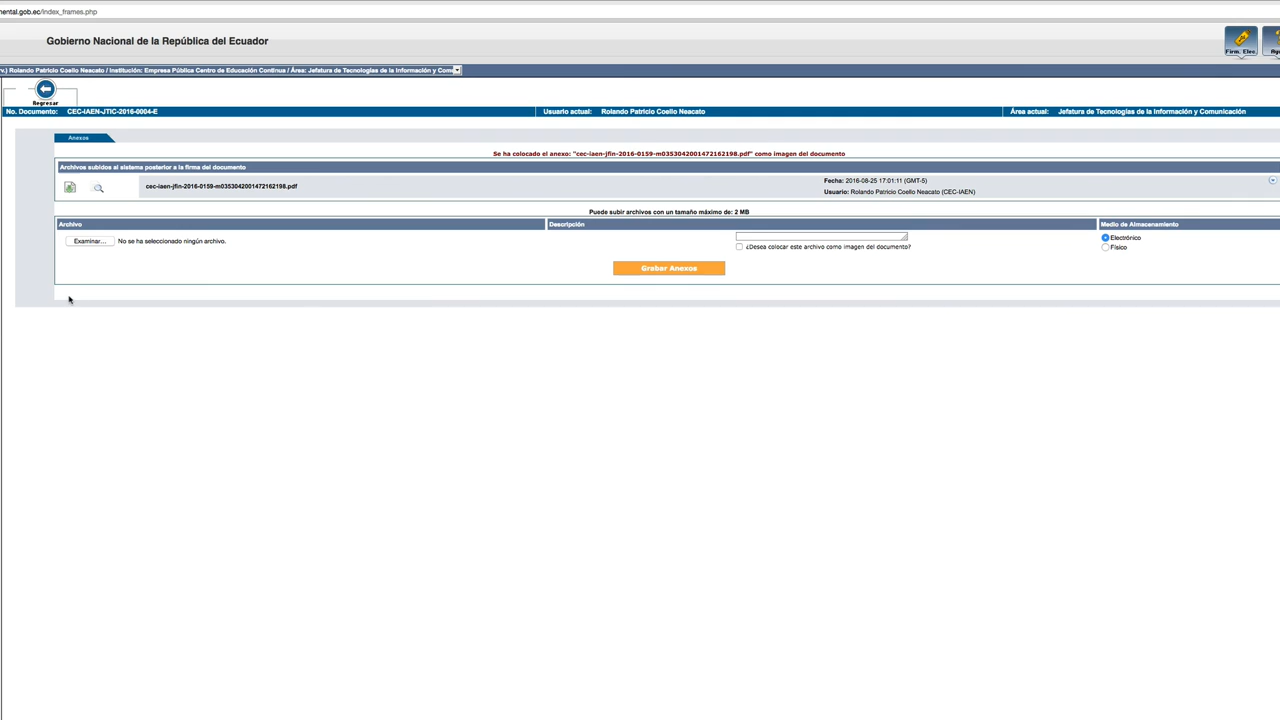 mental.gob.ec/index_frames.php
Gobierno Nacional de la República del Ecuador
Firm. Elec.
rv.) Rolando Patricio Coello Neacato / Institución: Empresa Pública Centro de Educación Continua / Área: Jefatura de Tecnologías de la Información y Com
Regresar
No. Documento: CEC-IAEN-JTIC-2016-0004-E Usuario actual: Rolando Patricio Coello Neacato Área actual: Jefatura de Tecnologías de la Información y Comunicación
Anexos
Se ha colocado el anexo: "cec-iaen-jfin-2016-0159-m0353042001472162198.pdf" como imagen del documento
Archivos subidos al sistema posterior a la firma del documento
cec-iaen-jfin-2016-0159-m0353042001472162198.pdf
Fecha: 2016-08-25 17:01:11 (GMT-5)
Usuario: Rolando Patricio Coello Neacato (CEC-IAEN)
Puede subir archivos con un tamaño máximo de: 2 MB
Archivo Descripción Medio de Almacenamiento
Examinar... No se ha seleccionado ningún archivo.
Electrónico
¿Desea colocar este archivo como imagen del documento?
Físico
Grabar Anexos